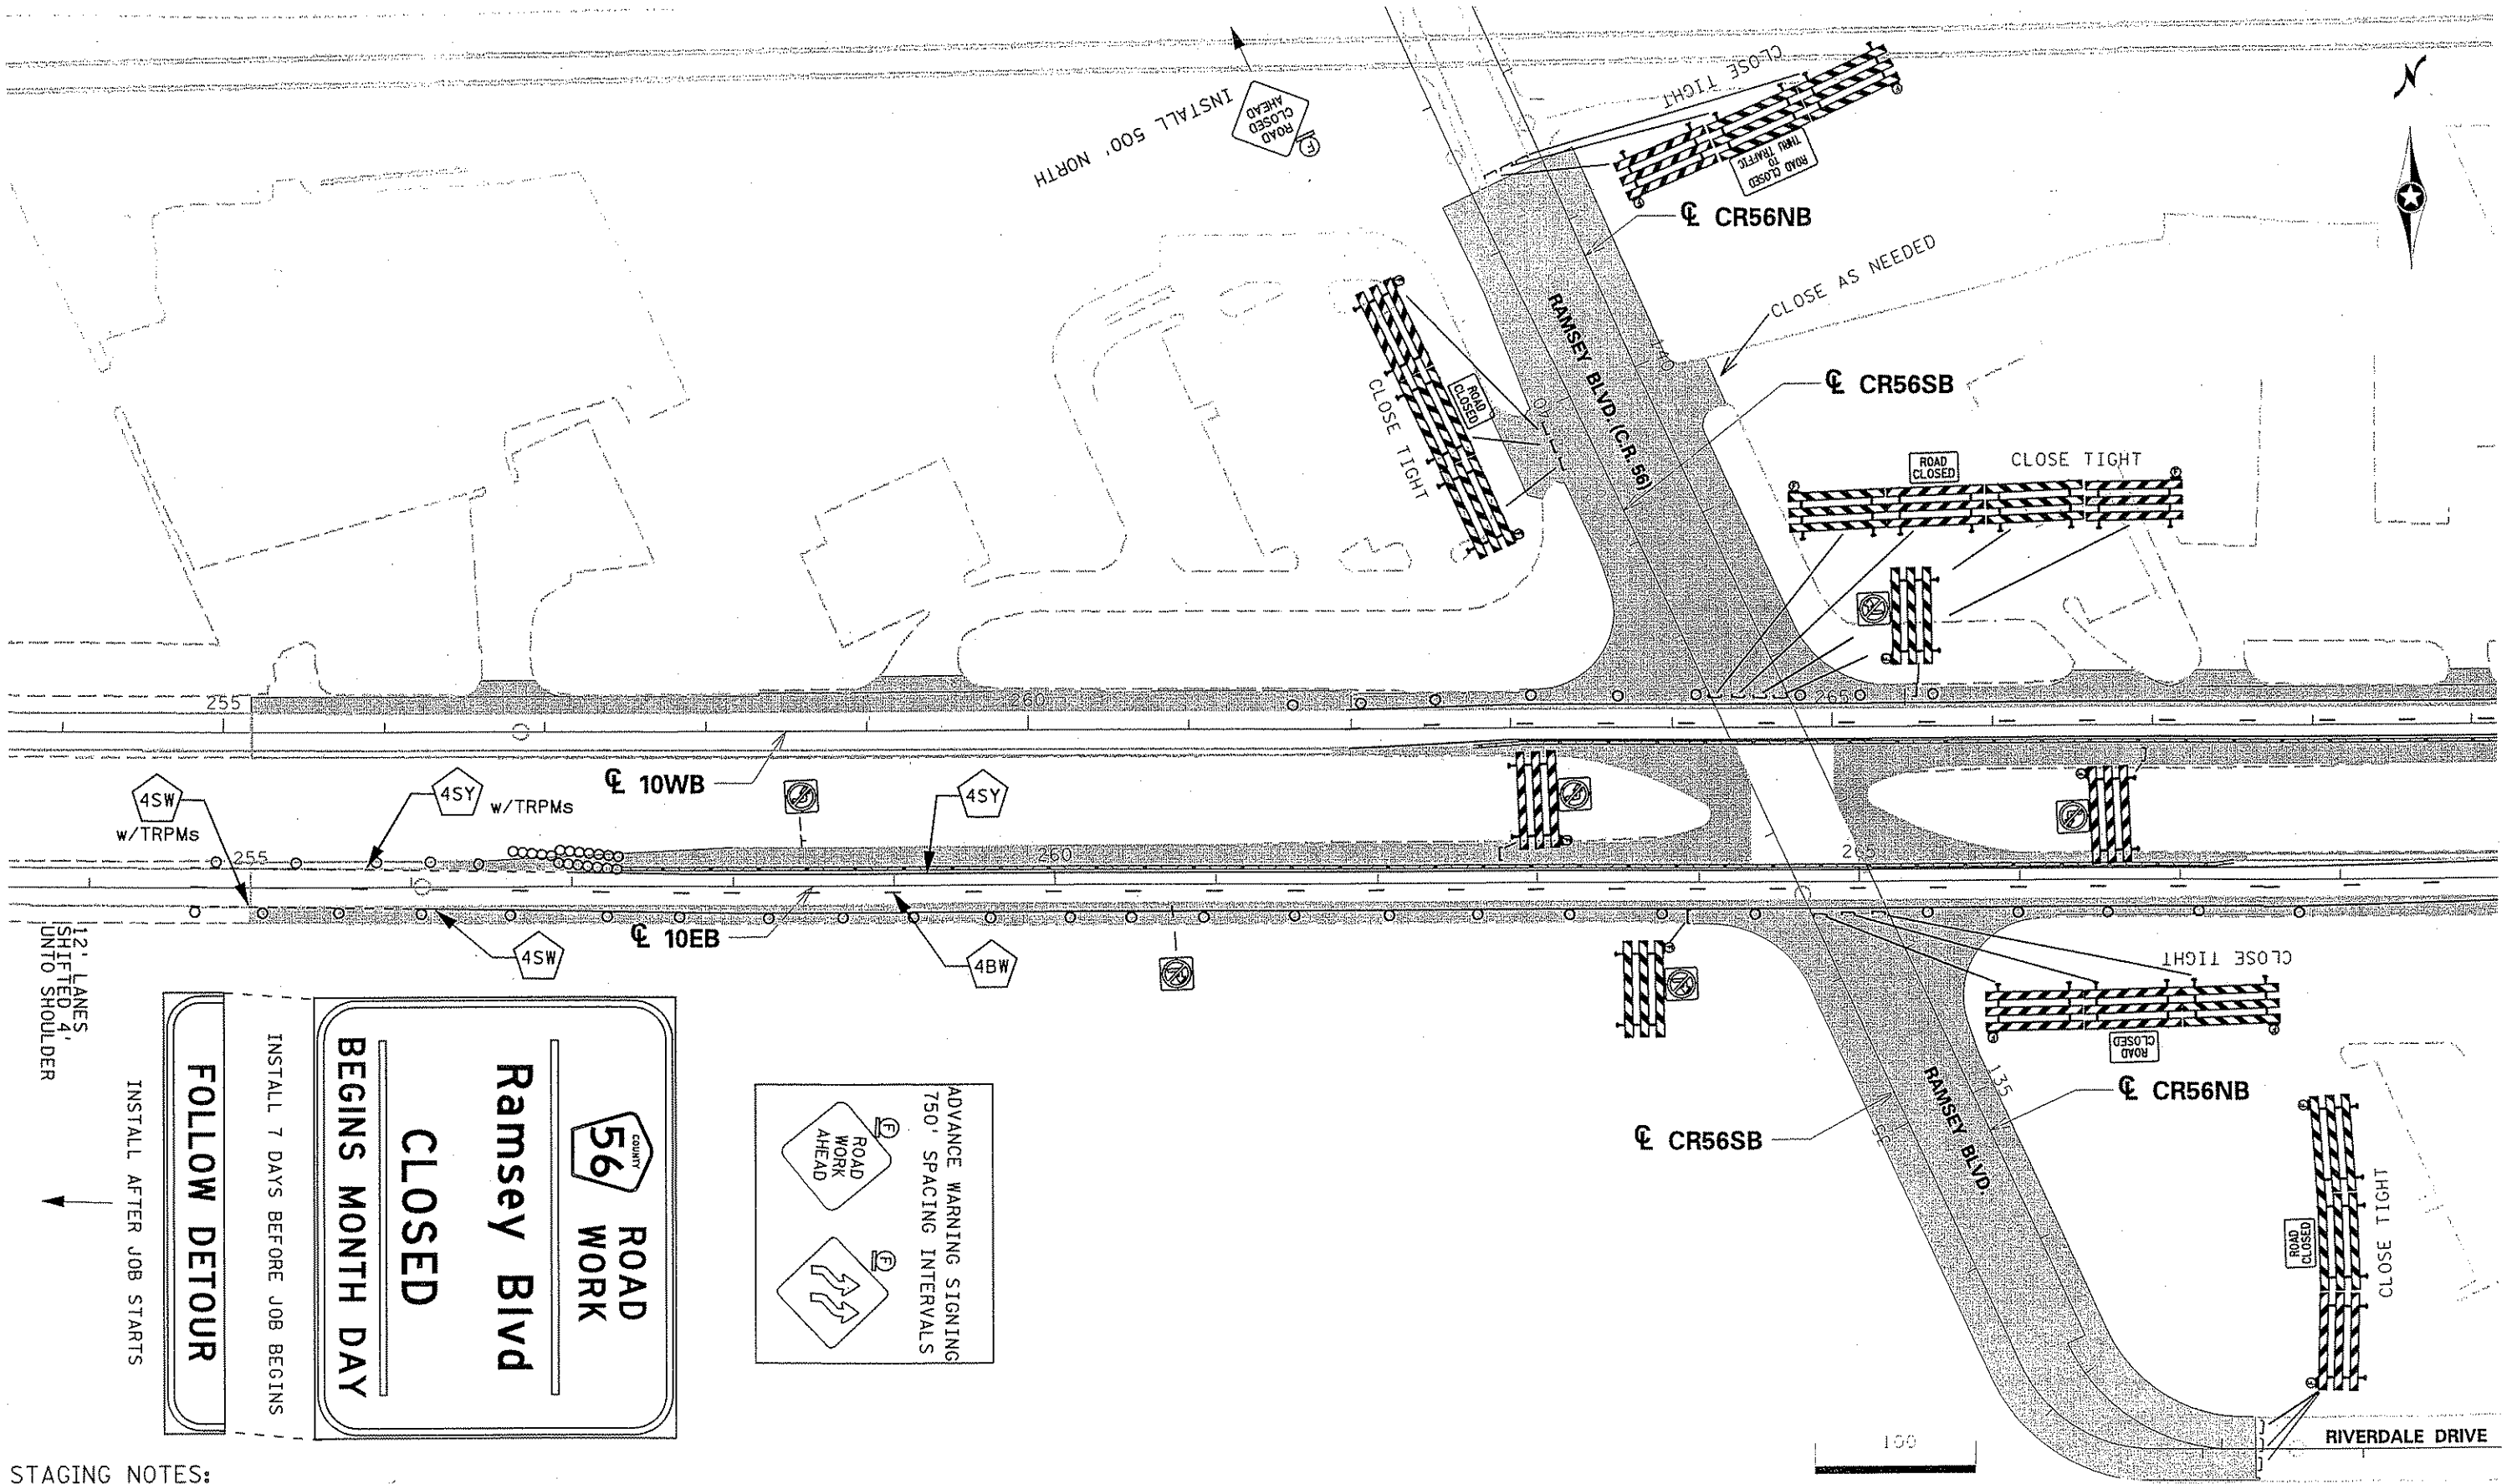 CLOSE TIGHT
ROAD CLOSED
TO
THRU TRAFFIC
N
INSTALL 500' NORTH
ROAD
CLOSED
AHEAD
℄ CR56NB
CLOSE AS NEEDED
RAMSEY BLVD. (C.R. 56)
140
℄ CR56SB
CLOSE TIGHT
ROAD
CLOSED
ROAD
CLOSED
CLOSE TIGHT
255
260
265
℄ 10WB
4SW
w/TRPMs
4SY
w/TRPMs
4SY
255
260
265
4SW
℄ 10EB
4BW
12' LANES
SHIFTED 4'
UNTO SHOULDER
CLOSE TIGHT
ROAD
CLOSED
INSTALL AFTER JOB STARTS
FOLLOW DETOUR
INSTALL 7 DAYS BEFORE JOB BEGINS
COUNTY
56
ROAD
WORK
Ramsey Blvd
CLOSED
BEGINS MONTH DAY
ADVANCE WARNING SIGNING
750' SPACING INTERVALS
F
ROAD
WORK
AHEAD
F
135
℄ CR56NB
℄ CR56SB
RAMSEY BLVD.
ROAD
CLOSED
CLOSE TIGHT
100
RIVERDALE DRIVE
STAGING NOTES: